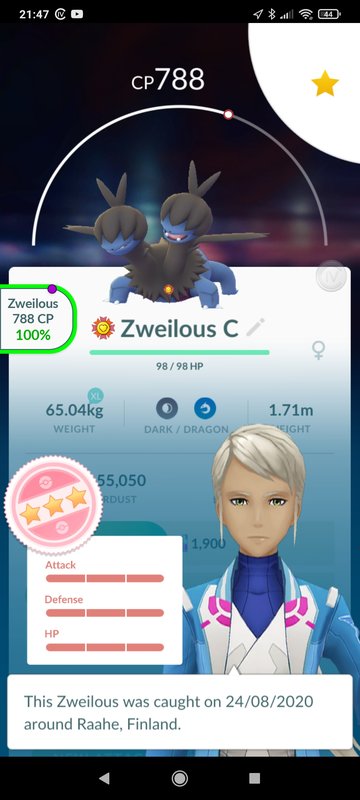 21:47
44
CP788
IV
Zweilous
788 CP
100%
Zweilous C
98 / 98 HP
XL
65.04kg
1.71m
WEIGHT
DARK / DRAGON
55,050
1,900
Attack
Defense
HP
This Zweilous was caught on 24/08/2020
around Raahe, Finland.